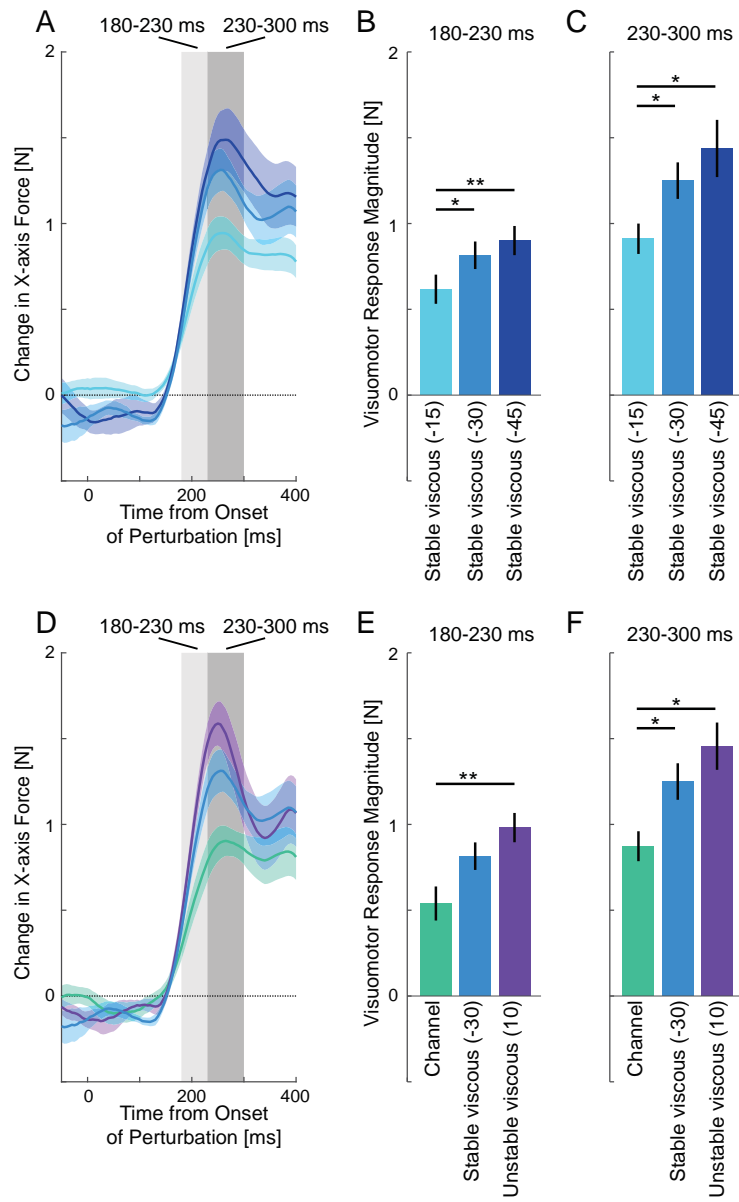 A
180-230 ms
230-300 ms
2
1
0
Change in X-axis Force [N]
0
200
400
Time from Onset
of Perturbation [ms]
B
180-230 ms
2
1
0
Visuomotor Response Magnitude [N]
**
*
Stable viscous (-15)
Stable viscous (-30)
Stable viscous (-45)
C
230-300 ms
*
*
Stable viscous (-15)
Stable viscous (-30)
Stable viscous (-45)
D
180-230 ms
230-300 ms
2
1
0
Change in X-axis Force [N]
0
200
400
Time from Onset
of Perturbation [ms]
E
180-230 ms
2
1
0
Visuomotor Response Magnitude [N]
**
Channel
Stable viscous (-30)
Unstable viscous (10)
F
230-300 ms
*
*
Channel
Stable viscous (-30)
Unstable viscous (10)